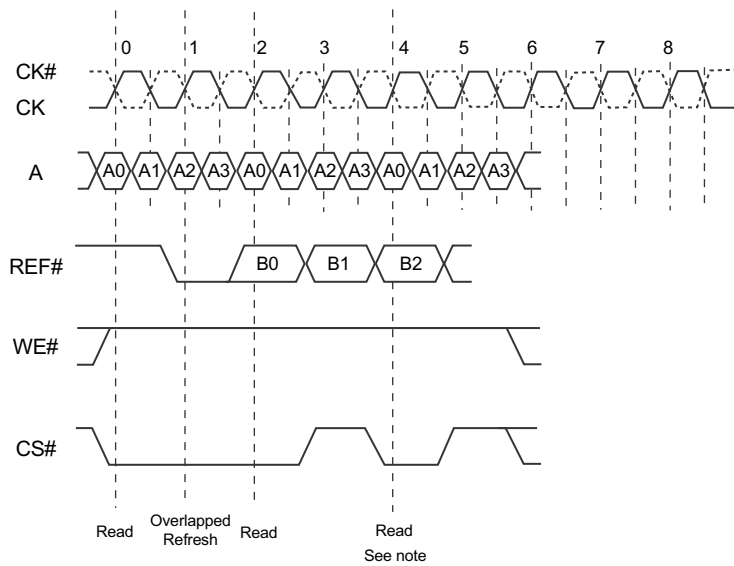 0 1 2 3 4 5 6 7 8
CK#
CK
A A0 A1 A2 A3 A0 A1 A2 A3 A0 A1 A2 A3
REF# B0 B1 B2
WE#
CS#
Read Overlapped Refresh Read Read
See note